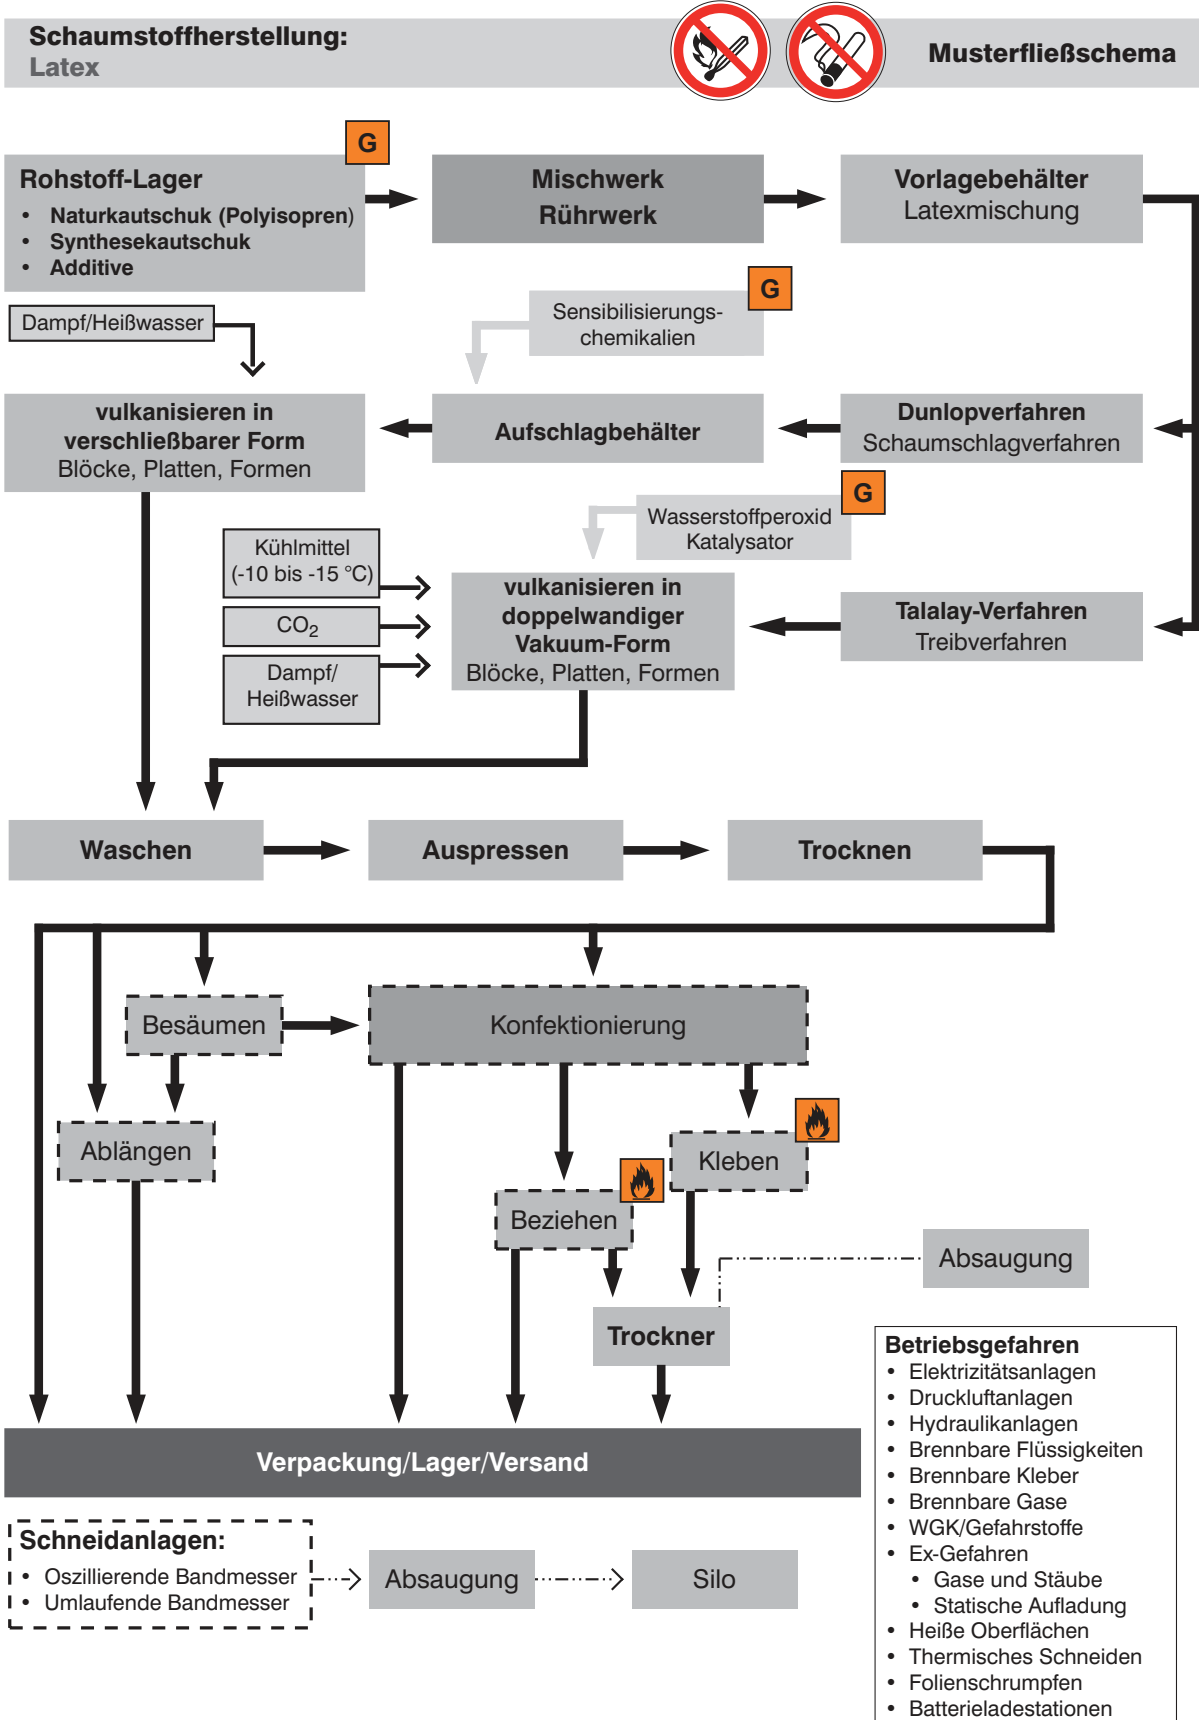 Schaumstoffherstellung:
Latex
Musterfließschema
G
Rohstoff-Lager
• Naturkautschuk (Polyisopren)
• Synthesekautschuk
• Additive
Mischwerk
Rührwerk
Vorlagebehälter
Latexmischung
Dampf/Heißwasser
G
Sensibilisierungs-
chemikalien
vulkanisieren in
verschließbarer Form
Blöcke, Platten, Formen
Aufschlagbehälter
Dunlopverfahren
Schaumschlagverfahren
G
Wasserstoffperoxid
Katalysator
Kühlmittel
(-10 bis -15 °C)
CO2
Dampf/
Heißwasser
vulkanisieren in
doppelwandiger
Vakuum-Form
Blöcke, Platten, Formen
Talalay-Verfahren
Treibverfahren
Waschen
Auspressen
Trocknen
Besäumen
Konfektionierung
Ablängen
Kleben
Beziehen
Absaugung
Trockner
Verpackung/Lager/Versand
Schneidanlagen:
• Oszillierende Bandmesser
• Umlaufende Bandmesser
Absaugung
Silo
Betriebsgefahren
• Elektrizitätsanlagen
• Druckluftanlagen
• Hydraulikanlagen
• Brennbare Flüssigkeiten
• Brennbare Kleber
• Brennbare Gase
• WGK/Gefahrstoffe
• Ex-Gefahren
• Gase und Stäube
• Statische Aufladung
• Heiße Oberflächen
• Thermisches Schneiden
• Folienschrumpfen
• Batterieladestationen